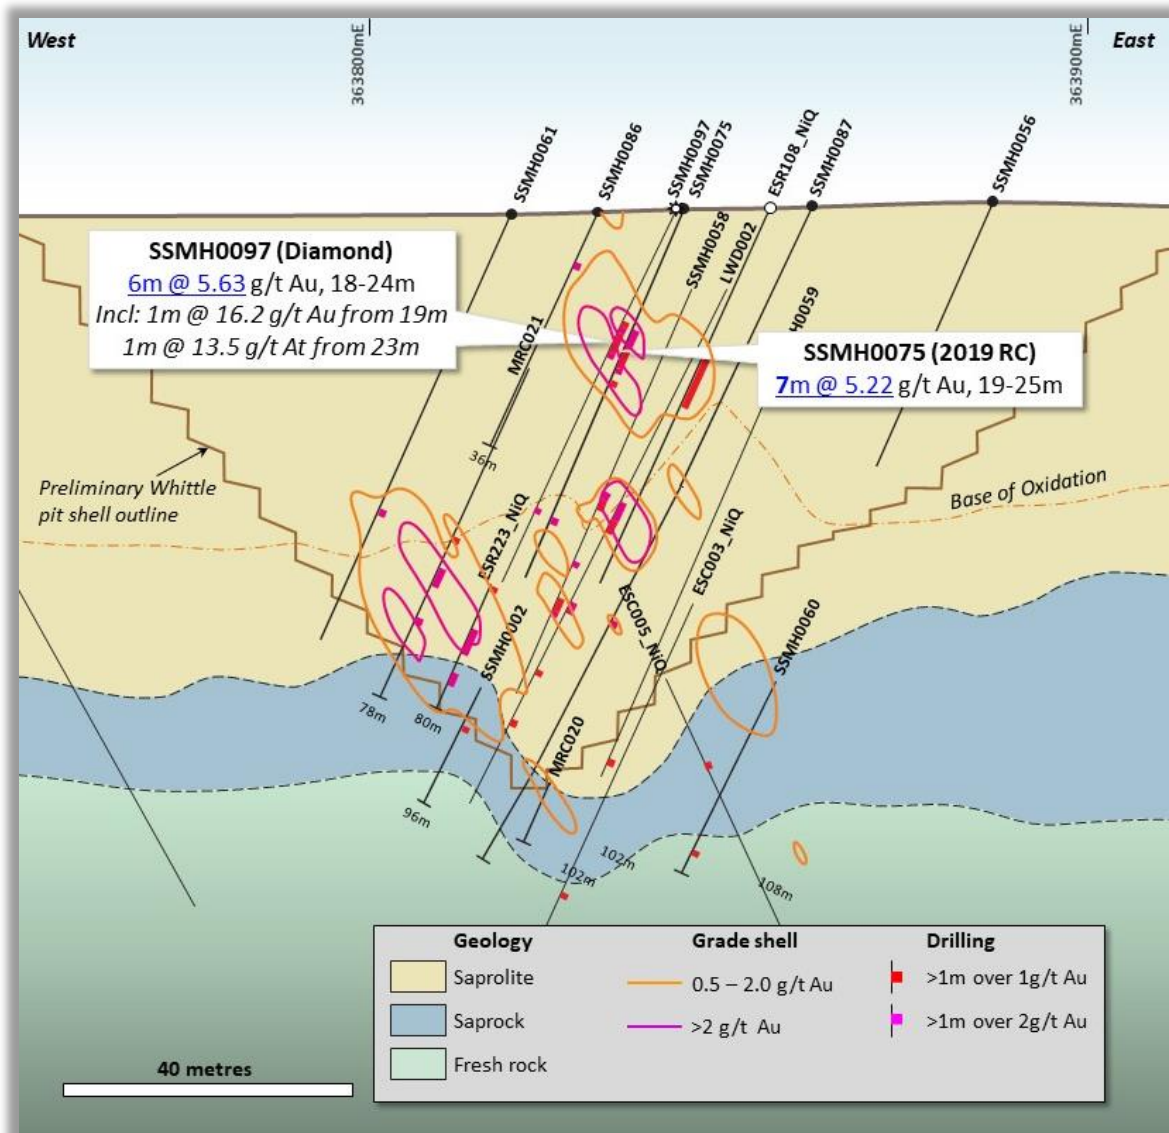 West
363800mE
363900mE
East
SSMH0061
SSMH0086
SSMH0097
SSMH0075
ESR108_NiQ
SSMH0087
SSMH0056
SSMH0058
LWD002
H0059
SSMH0097 (Diamond)
6m @ 5.63 g/t Au, 18-24m
Incl: 1m @ 16.2 g/t Au from 19m
1m @ 13.5 g/t At from 23m
MRC021
SSMH0075 (2019 RC)
7m @ 5.22 g/t Au, 19-25m
36m
Preliminary Whittle
pit shell outline
Base of Oxidation
ESR223_NiQ
ESC003_NiQ
ESC005_NiQ
SSMH0002
SSMH0060
78m
80m
MRC020
96m
102m
102m
108m
Geology
Saprolite
Saprock
Fresh rock
Grade shell
0.5 – 2.0 g/t Au
>2 g/t Au
Drilling
>1m over 1g/t Au
>1m over 2g/t Au
40 metres